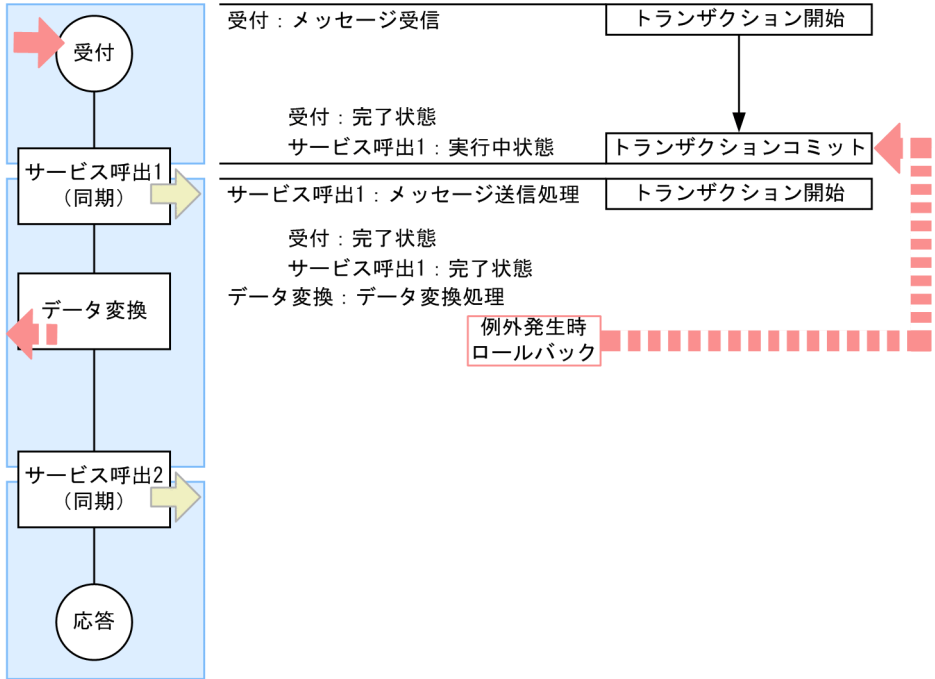 受付
受付：メッセージ受信
トランザクション開始
受付：完了状態
サービス呼出1：実行中状態
トランザクションコミット
サービス呼出1
（同期）
サービス呼出1：メッセージ送信処理
トランザクション開始
受付：完了状態
サービス呼出1：完了状態
データ変換：データ変換処理
データ変換
例外発生時
ロールバック
サービス呼出2
（同期）
応答